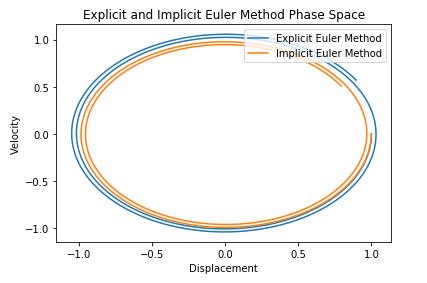 Explicit and Implicit Euler Method Phase Space
Explicit Euler Method
Implicit Euler Method
1.0
0.5
0.0
−0.5
−1.0
Velocity
−1.0 −0.5 0.0 0.5 1.0
Displacement